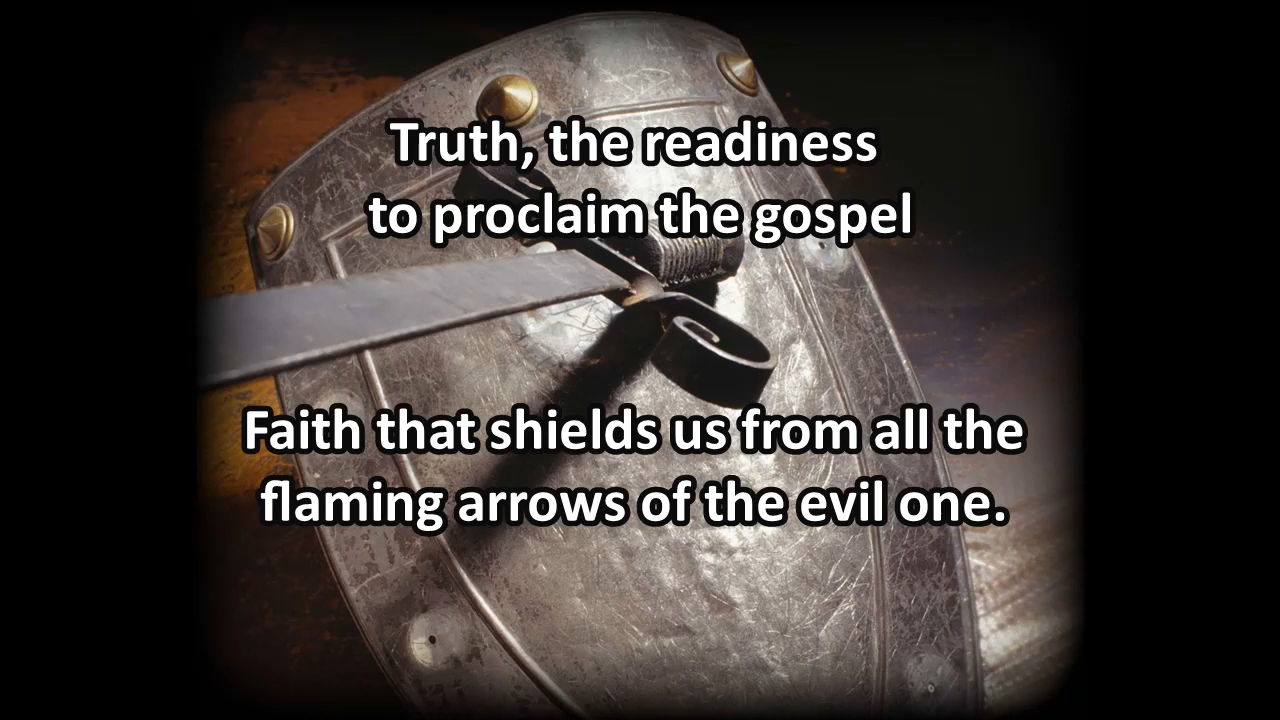 Truth, the readiness
to proclaim the gospel
Faith that shields us from all the
flaming arrows of the evil one.